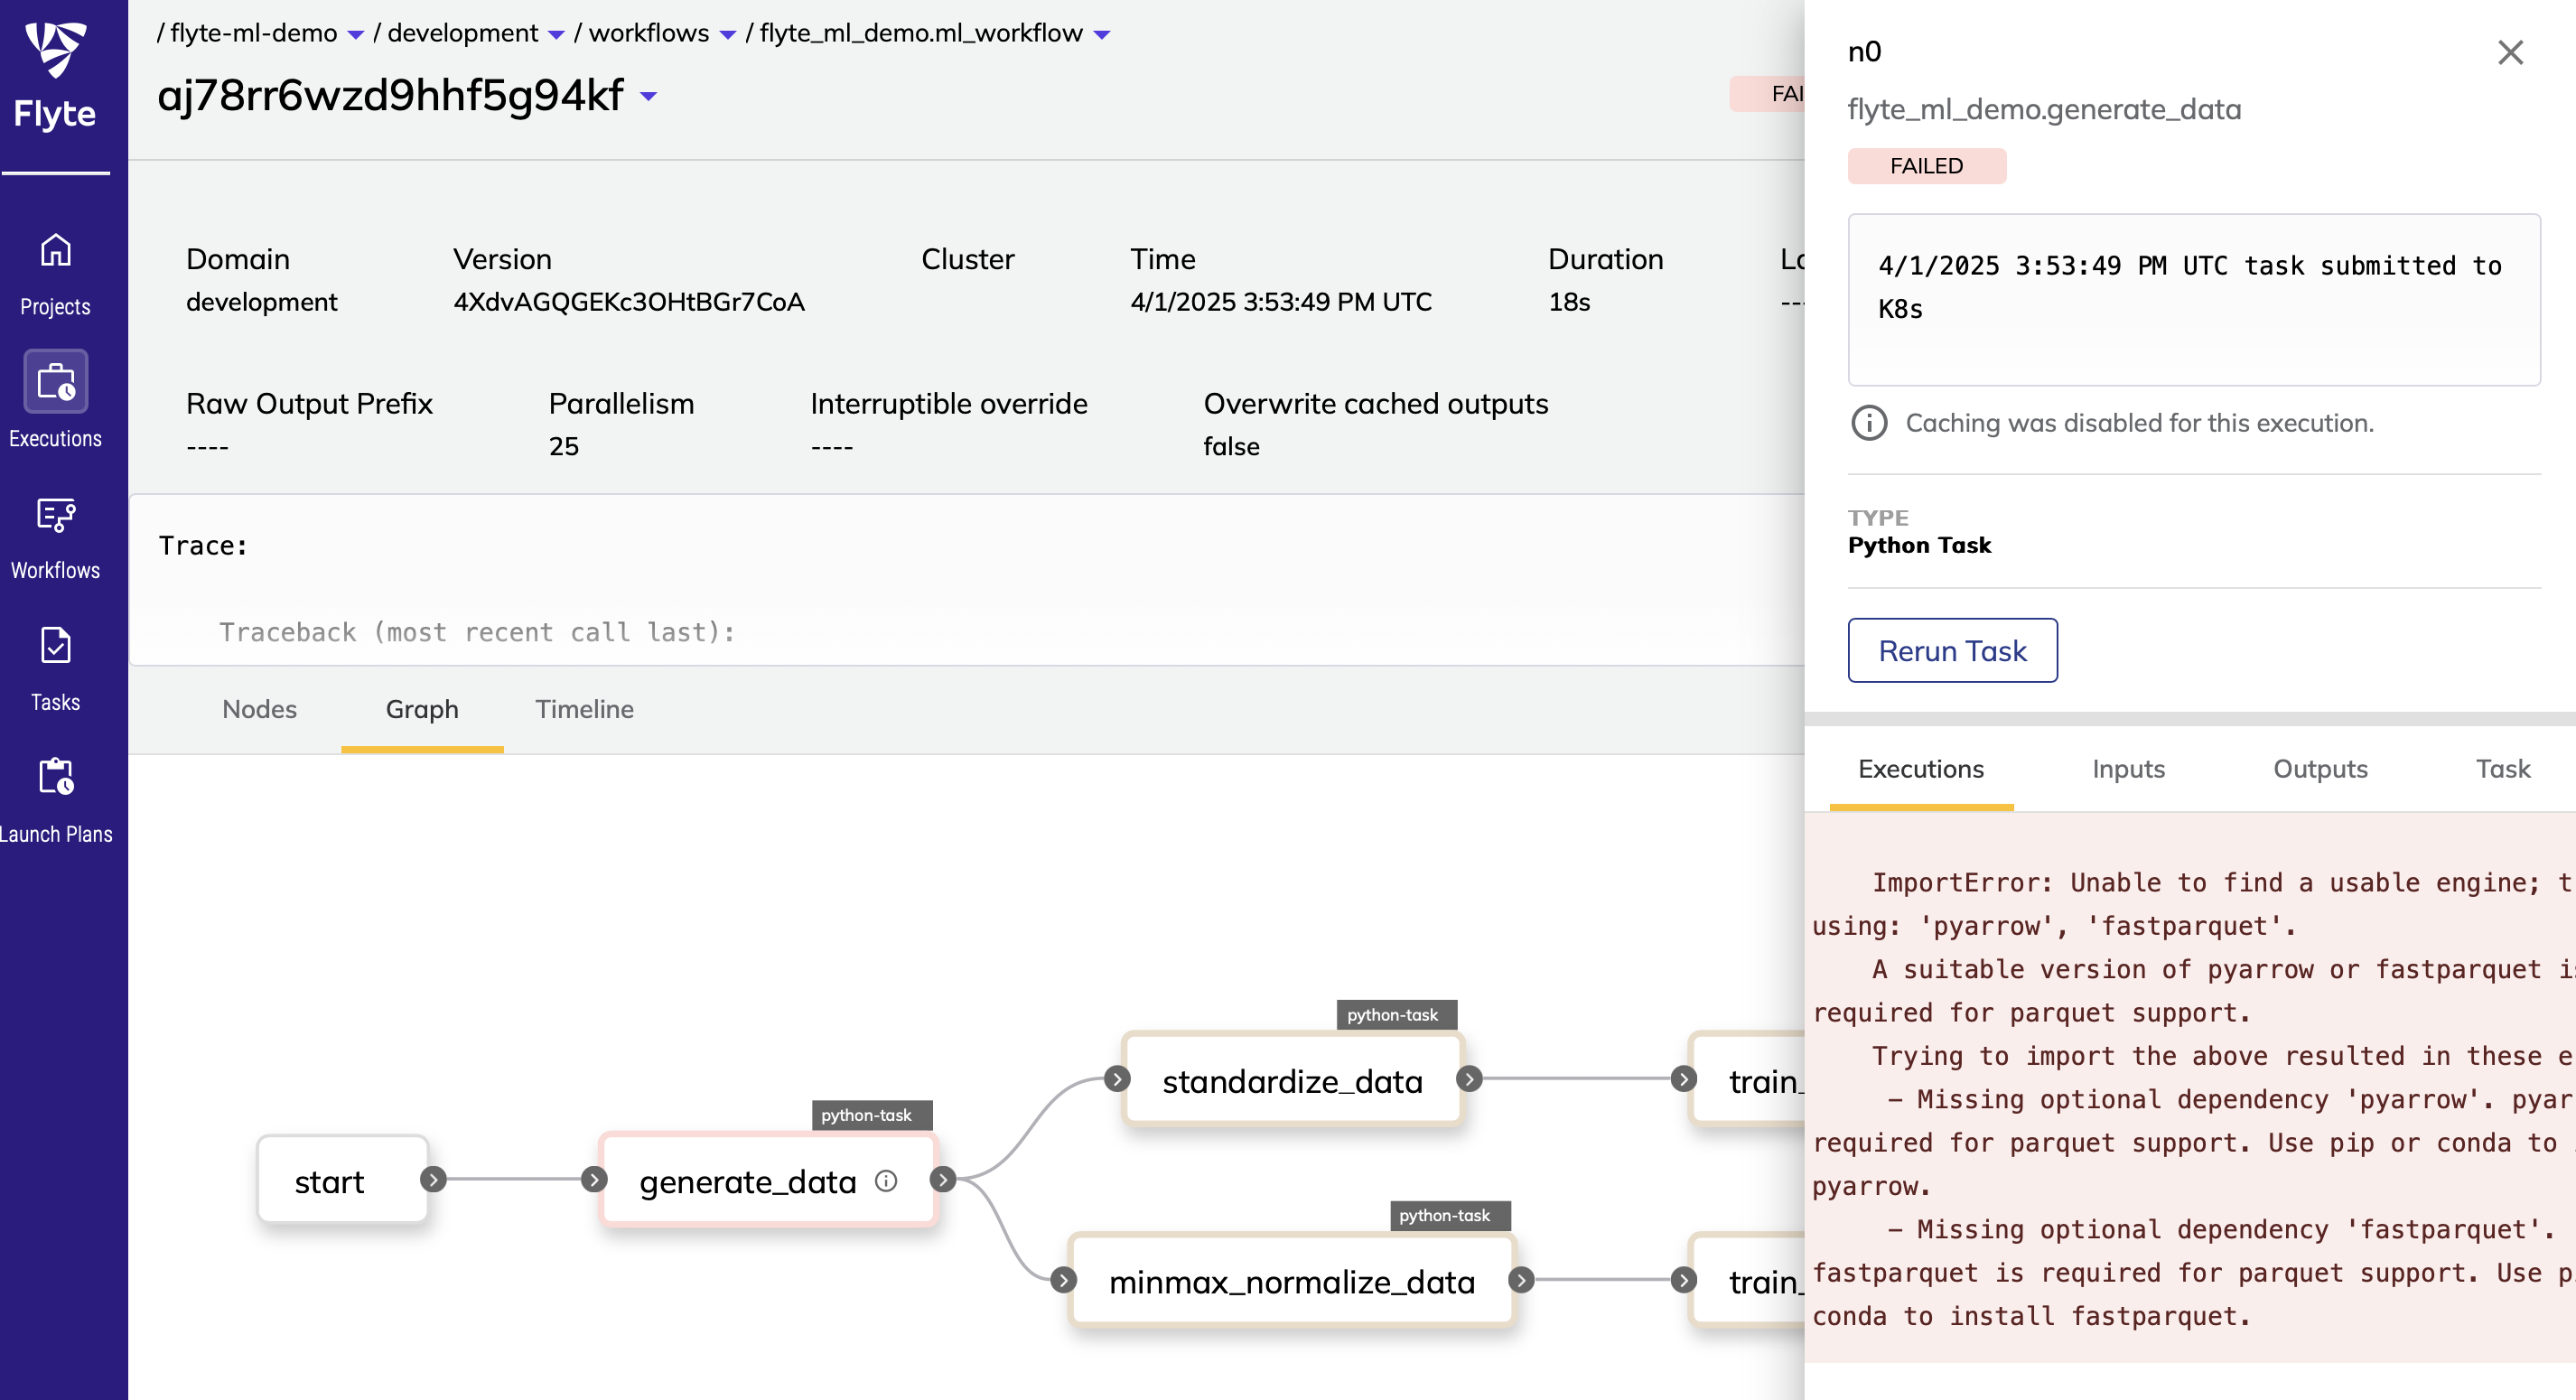 Flyte
Projects
Executions
Workflows
Tasks
Launch Plans
/ flyte-ml-demo / development / workflows / flyte_ml_demo.ml_workflow
aj78rr6wzd9hhf5g94kf
Domain Version Cluster Time Duration
development 4XdvAGQGEKc3OHtBGr7CoA 4/1/2025 3:53:49 PM UTC 18s ---
Raw Output Prefix Parallelism Interruptible override Overwrite cached outputs
---- 25 ---- false
Trace:
Traceback (most recent call last):
Nodes Graph Timeline
start
python-task
generate_data
python-task
standardize_data
python-task
minmax_normalize_data
train_
train_
n0
flyte_ml_demo.generate_data
FAILED
4/1/2025 3:53:49 PM UTC task submitted to
K8s
Caching was disabled for this execution.
TYPE
Python Task
Rerun Task
Executions Inputs Outputs Task
ImportError: Unable to find a usable engine;
using: 'pyarrow', 'fastparquet'.
A suitable version of pyarrow or fastparquet
required for parquet support.
Trying to import the above resulted in these
- Missing optional dependency 'pyarrow'.
required for parquet support. Use pip or conda to
pyarrow.
- Missing optional dependency 'fastparquet'.
fastparquet is required for parquet support. Use
conda to install fastparquet.